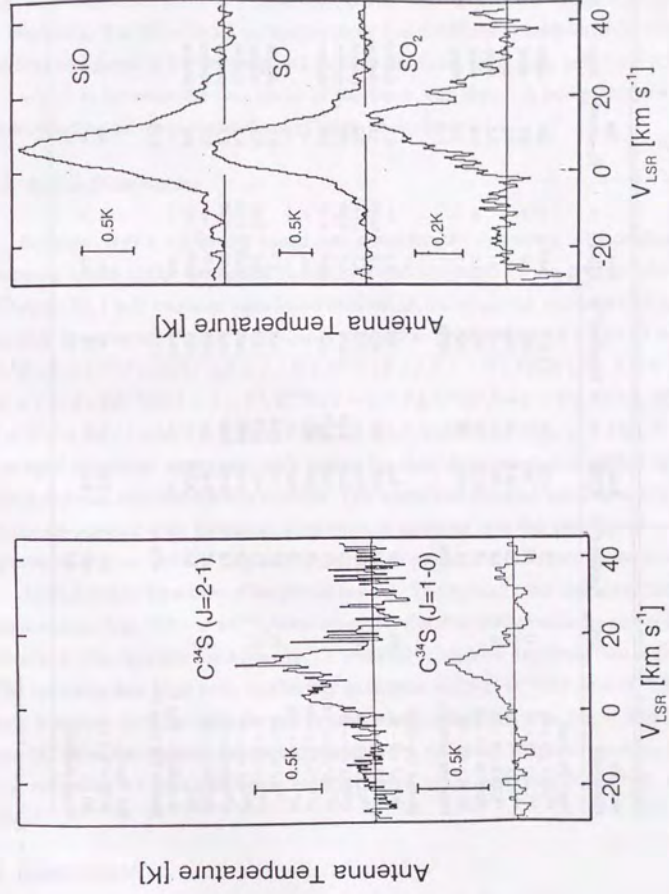 Antenna Temperature [K]
C³⁴S (J=2-1)
0.5K
C³⁴S (J=1-0)
0.5K
-20
0
20
40
V_LSR [km s⁻¹]
Antenna Temperature [K]
SiO
0.5K
SO
0.5K
SO₂
0.2K
-20
0
20
40
V_LSR [km s⁻¹]